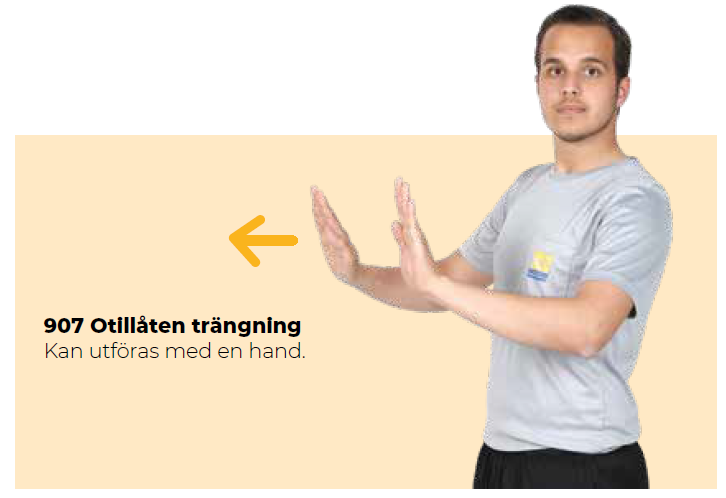 907 Otillåten trängning
Kan utföras med en hand.